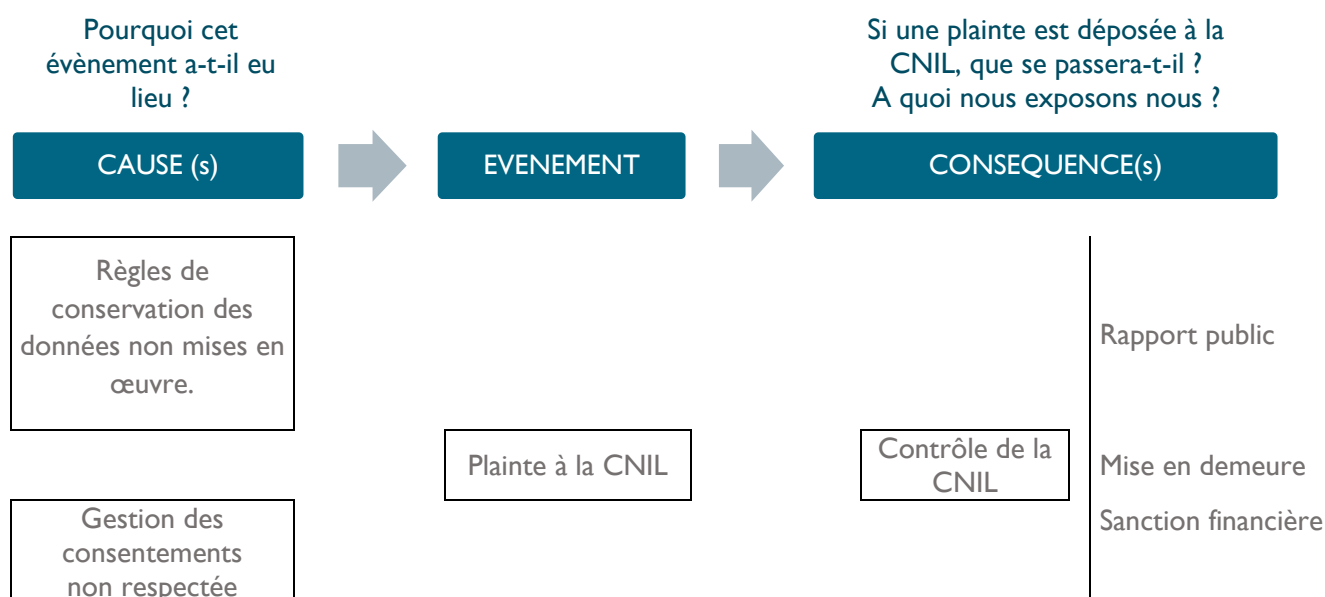 Pourquoi cet
évènement a-t-il eu
lieu ?
Si une plainte est déposée à la
CNIL, que se passera-t-il ?
A quoi nous exposons nous ?
CAUSE (s)
EVENEMENT
CONSEQUENCE(s)
Règles de
conservation des
données non mises en
œuvre.
Rapport public
Plainte à la CNIL
Contrôle de la
CNIL
Mise en demeure
Sanction financière
Gestion des
consentements
non respectée